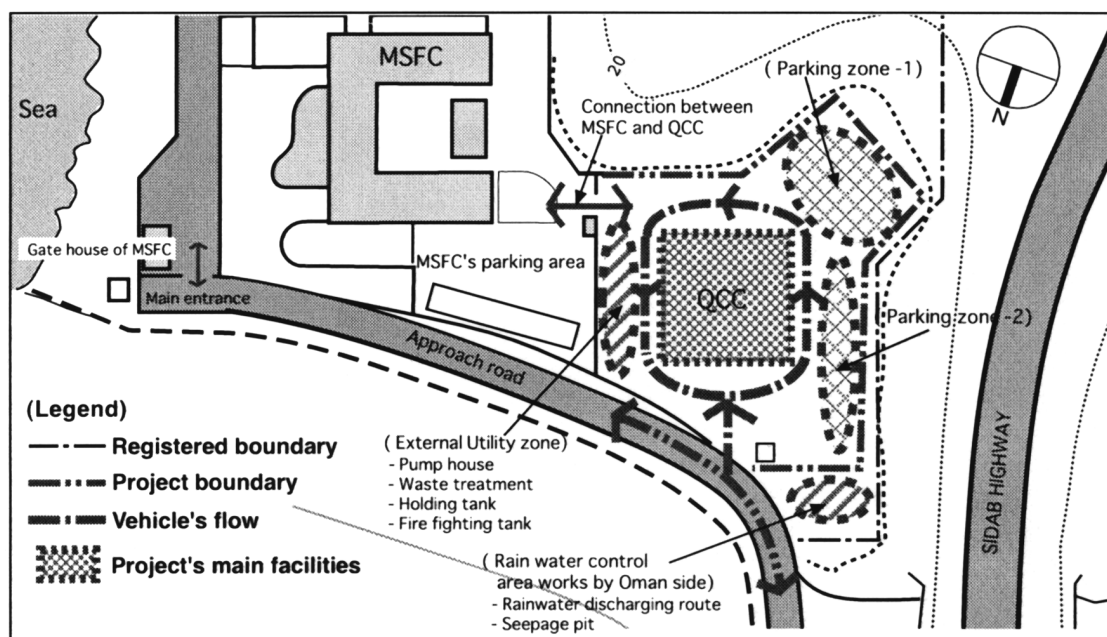 MSFC
20
( Parking zone -1)
N
Sea
Connection between
MSFC and QCC
Gate house of MSFC
Main entrance
MSFC's parking area
QCC
( Parking zone -2)
Approach road
SIDAB HIGHWAY
(Legend)
Registered boundary
Project boundary
Vehicle's flow
Project's main facilities
( External Utility zone)
- Pump house
- Waste treatment
- Holding tank
- Fire fighting tank
( Rain water control
area works by Oman side)
- Rainwater discharging route
- Seepage pit